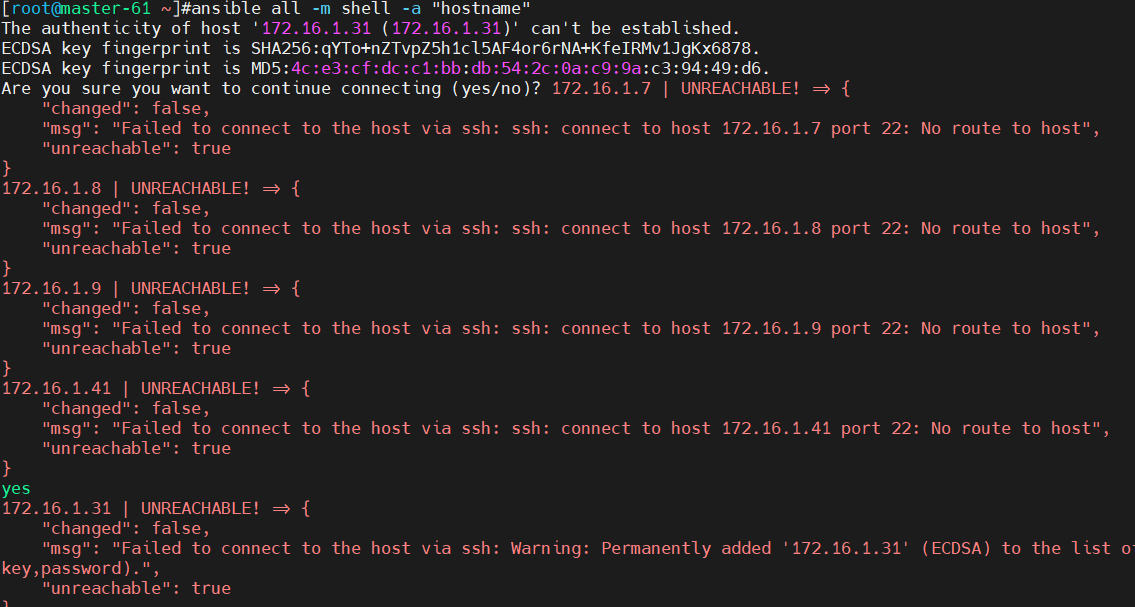 [root@master-61 ~]#ansible all -m shell -a "hostname"
The authenticity of host '172.16.1.31 (172.16.1.31)' can't be established.
ECDSA key fingerprint is SHA256:qYTo+nZTvpZ5h1cl5AF4or6rNA+KfeIRMv1JgKx6878.
ECDSA key fingerprint is MD5:4c:e3:cf:dc:c1:bb:db:54:2c:0a:c9:9a:c3:94:49:d6.
Are you sure you want to continue connecting (yes/no)? 172.16.1.7 | UNREACHABLE! => {
    "changed": false,
    "msg": "Failed to connect to the host via ssh: ssh: connect to host 172.16.1.7 port 22: No route to host",
    "unreachable": true
}
172.16.1.8 | UNREACHABLE! => {
    "changed": false,
    "msg": "Failed to connect to the host via ssh: ssh: connect to host 172.16.1.8 port 22: No route to host",
    "unreachable": true
}
172.16.1.9 | UNREACHABLE! => {
    "changed": false,
    "msg": "Failed to connect to the host via ssh: ssh: connect to host 172.16.1.9 port 22: No route to host",
    "unreachable": true
}
172.16.1.41 | UNREACHABLE! => {
    "changed": false,
    "msg": "Failed to connect to the host via ssh: ssh: connect to host 172.16.1.41 port 22: No route to host",
    "unreachable": true
}
yes
172.16.1.31 | UNREACHABLE! => {
    "changed": false,
    "msg": "Failed to connect to the host via ssh: Warning: Permanently added '172.16.1.31' (ECDSA) to the list o
key,password).",
    "unreachable": true
}